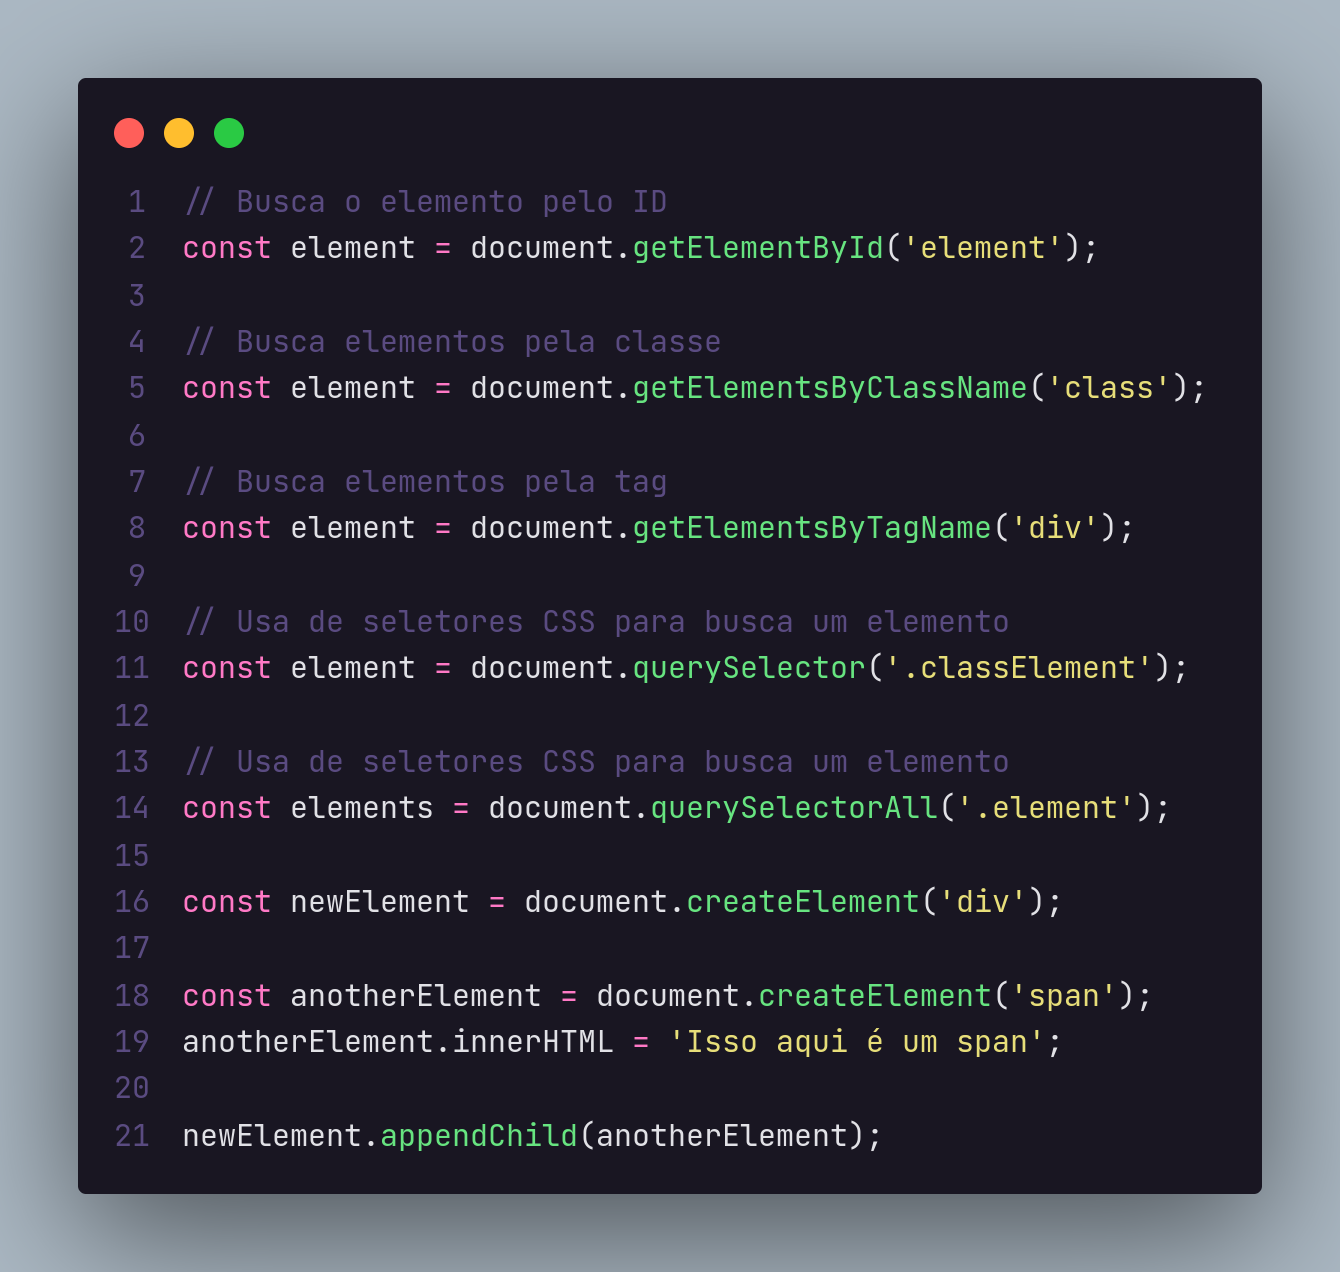 1 // Busca o elemento pelo ID
2 const element = document.getElementById('element');
3
4 // Busca elementos pela classe
5 const element = document.getElementsByClassName('class');
6
7 // Busca elementos pela tag
8 const element = document.getElementsByTagName('div');
9
10 // Usa de seletores CSS para busca um elemento
11 const element = document.querySelector('.classElement');
12
13 // Usa de seletores CSS para busca um elemento
14 const elements = document.querySelectorAll('.element');
15
16 const newElement = document.createElement('div');
17
18 const anotherElement = document.createElement('span');
19 anotherElement.innerHTML = 'Isso aqui é um span';
20
21 newElement.appendChild(anotherElement);